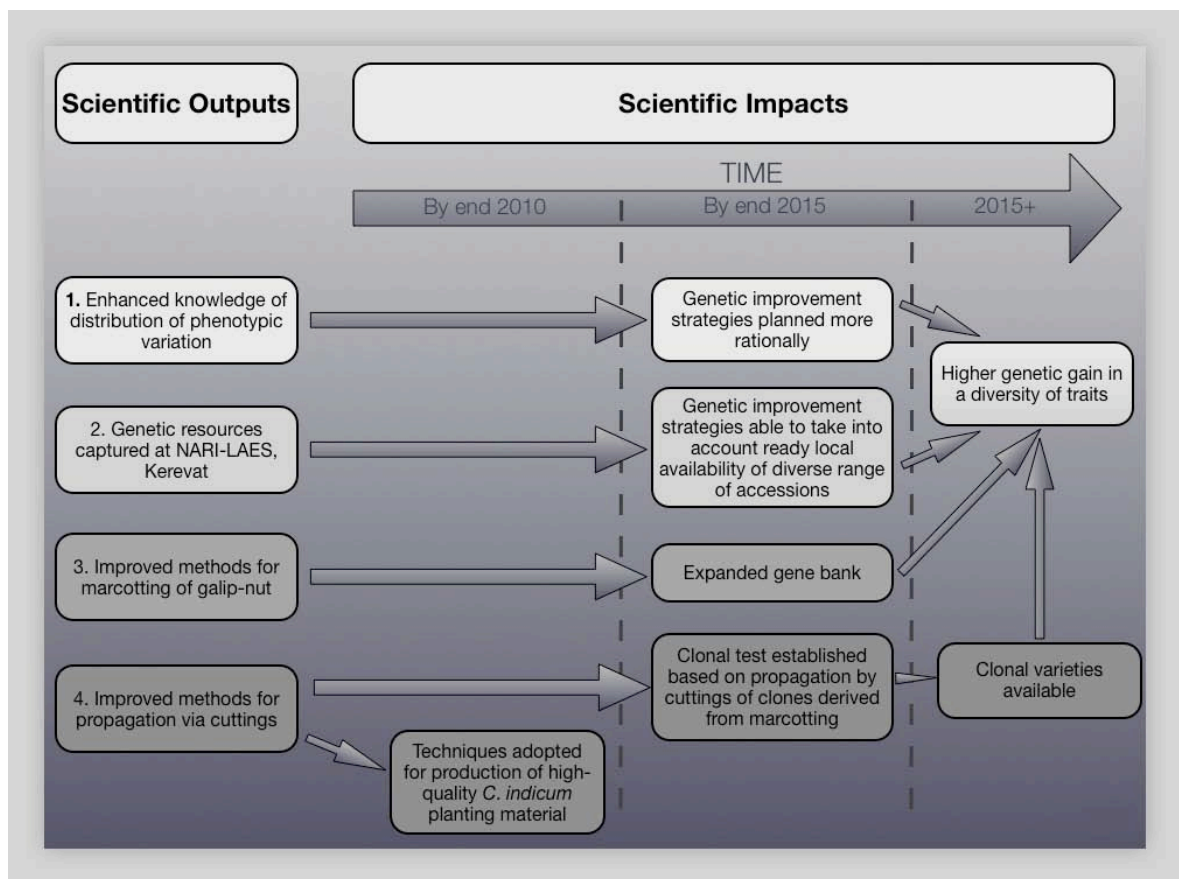 Scientific Outputs
Scientific Impacts
TIME
By end 2010
By end 2015
2015+
1. Enhanced knowledge of
distribution of phenotypic
variation
Genetic improvement
strategies planned more
rationally
Higher genetic gain in
a diversity of traits
2. Genetic resources
captured at NARI-LAES,
Kerevat
Genetic improvement
strategies able to take into
account ready local
availability of diverse range
of accessions
3. Improved methods for
marcotting of galip-nut
Expanded gene bank
4. Improved methods for
propagation via cuttings
Clonal test established
based on propagation by
cuttings of clones derived
from marcotting
Clonal varieties
available
Techniques adopted
for production of high-
quality C. indicum
planting material